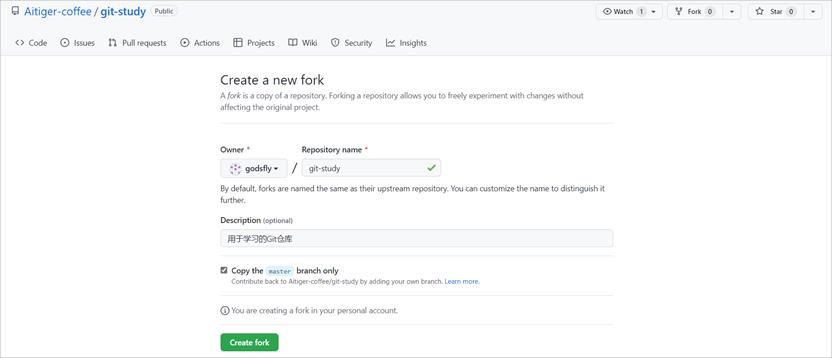 Aitiger-coffee / git-study Public
Watch 1 Fork 0 Star 0
Code Issues Pull requests Actions Projects Wiki Security Insights
Create a new fork
A fork is a copy of a repository. Forking a repository allows you to freely experiment with changes without
affecting the original project.
Owner * Repository name *
godsfly / git-study
By default, forks are named the same as their upstream repository. You can customize the name to distinguish it
further.
Description (optional)
用于学习的Git仓库
Copy the master branch only
Contribute back to Aitiger-coffee/git-study by adding your own branch. Learn more.
You are creating a fork in your personal account.
Create fork